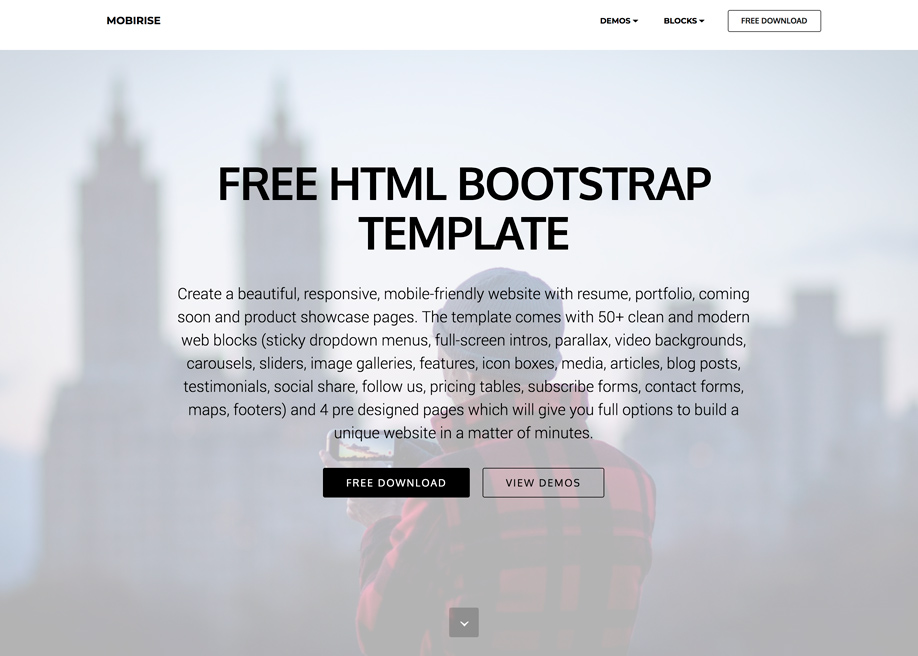 MOBIRISE
DEMOS
BLOCKS
FREE DOWNLOAD
FREE HTML BOOTSTRAP
TEMPLATE
Create a beautiful, responsive, mobile-friendly website with resume, portfolio, coming
soon and product showcase pages. The template comes with 50+ clean and modern
web blocks (sticky dropdown menus, full-screen intros, parallax, video backgrounds,
carousels, sliders, image galleries, features, icon boxes, media, articles, blog posts,
testimonials, social share, follow us, pricing tables, subscribe forms, contact forms,
maps, footers) and 4 pre designed pages which will give you full options to build a
unique website in a matter of minutes.
FREE DOWNLOAD
VIEW DEMOS